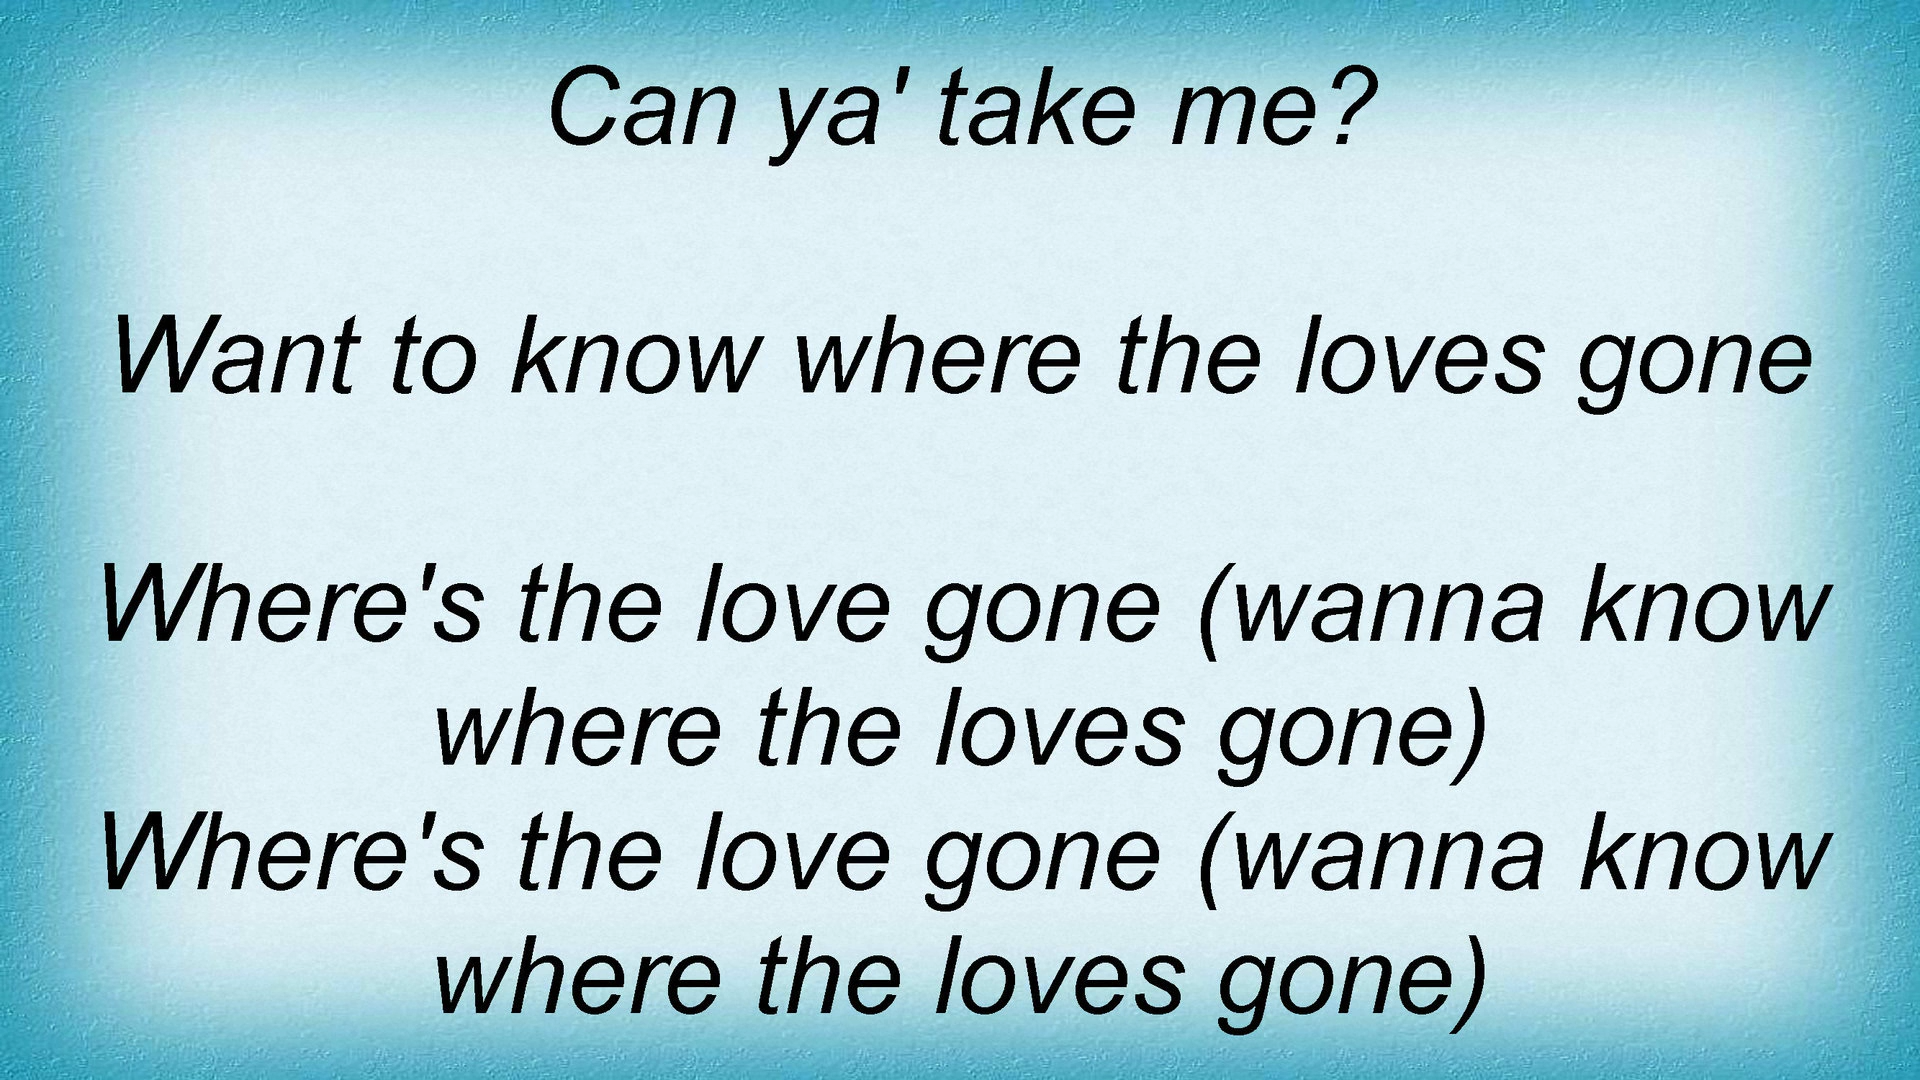 Can ya' take me?
Want to know where the loves gone
Where's the love gone (wanna know
where the loves gone)
Where's the love gone (wanna know
where the loves gone)